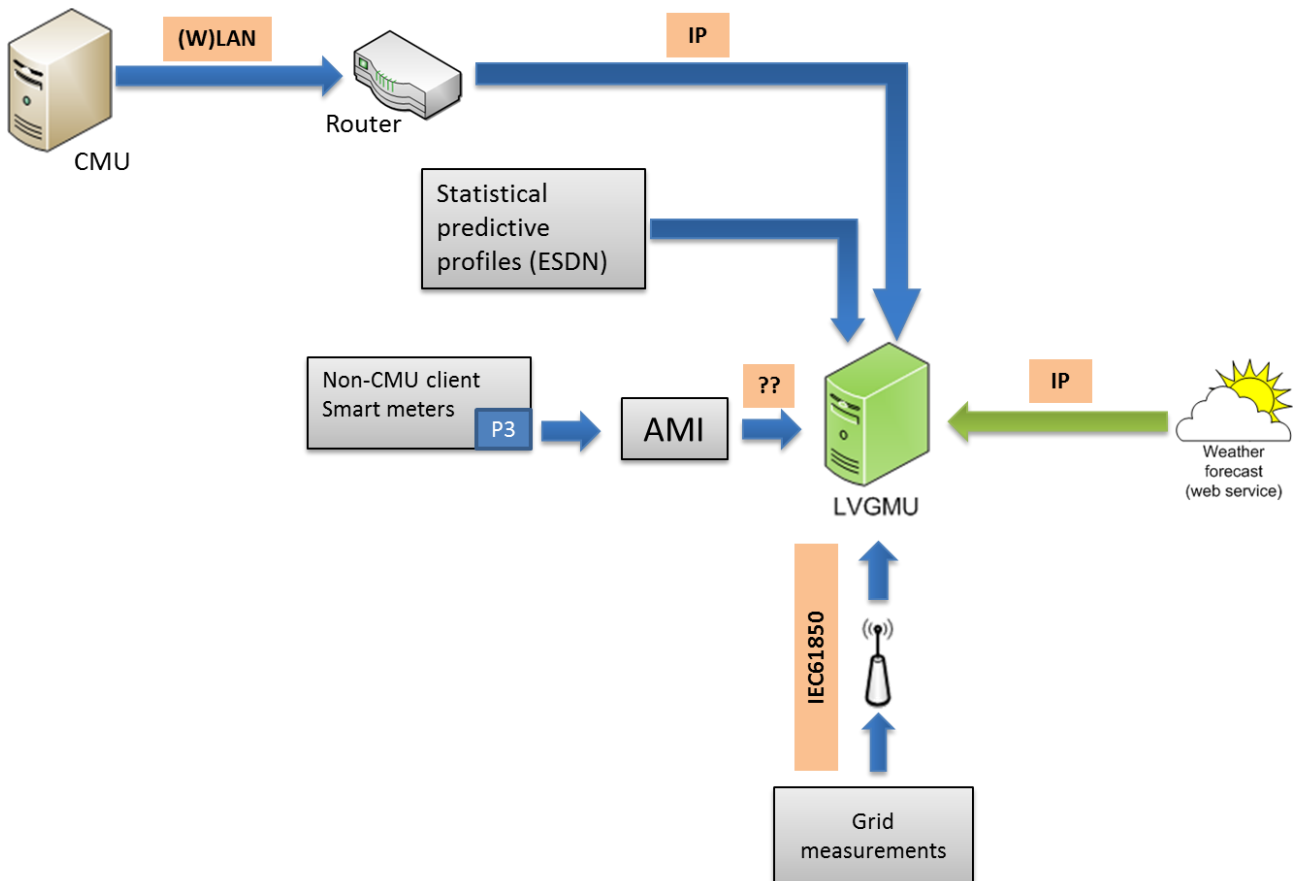 (W)LAN
IP
Router
CMU
Statistical
predictive
profiles (ESDN)
Non-CMU client
Smart meters
P3
AMI
??
IP
LVGMU
Weather
forecast
(web service)
IEC61850
Grid
measurements